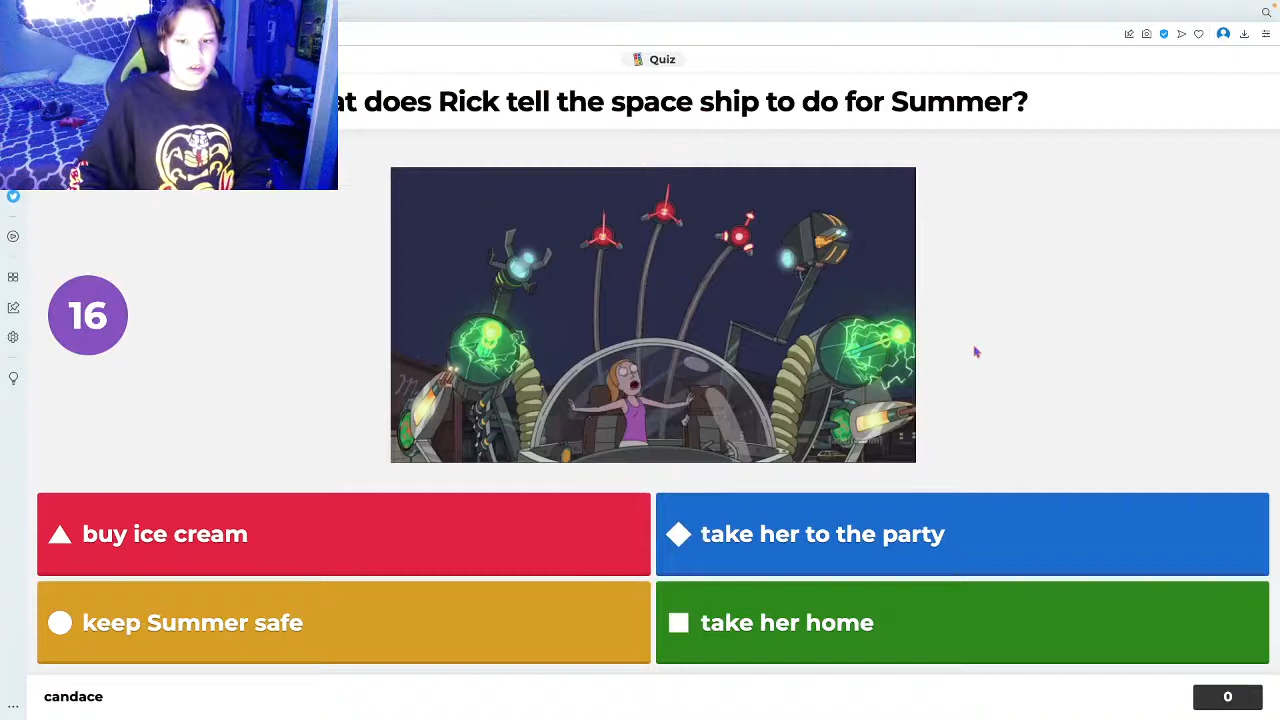 Quiz
at does Rick tell the space ship to do for Summer?
16
buy ice cream
take her to the party
keep Summer safe
take her home
candace
0